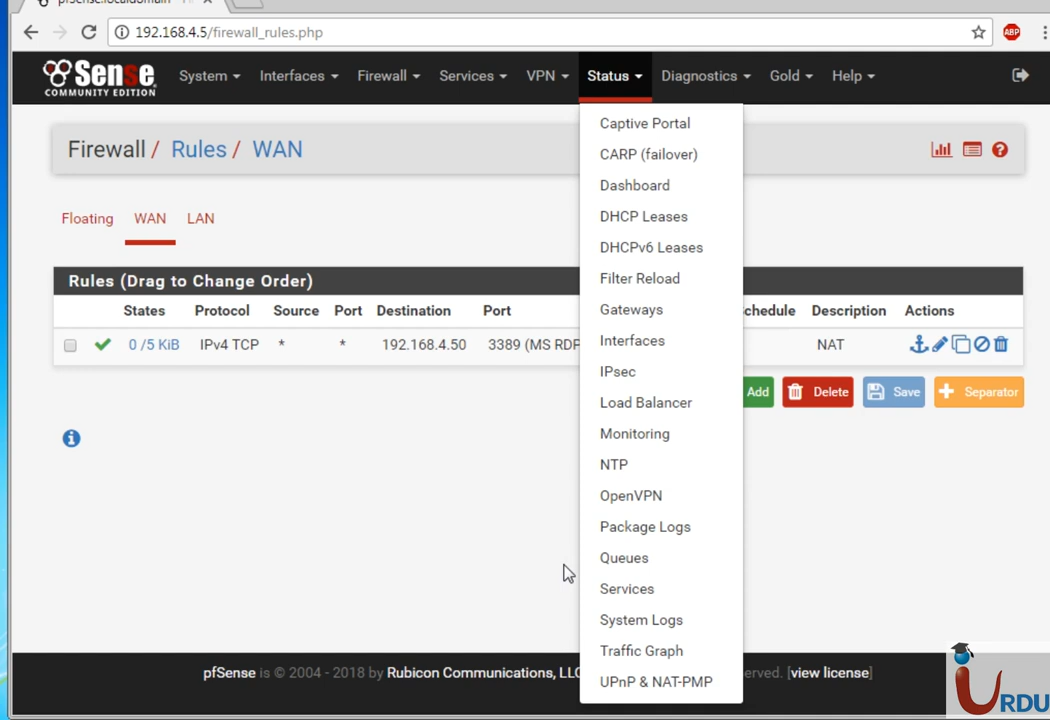 pfSense.localdomain
192.168.4.5/firewall_rules.php
ABP
Sense
COMMUNITY EDITION
System Interfaces Firewall Services VPN Status Diagnostics Gold Help
Captive Portal
CARP (failover)
Dashboard
DHCP Leases
DHCPv6 Leases
Filter Reload
Gateways
Interfaces
IPsec
Load Balancer
Monitoring
NTP
OpenVPN
Package Logs
Queues
Services
System Logs
Traffic Graph
UPnP & NAT-PMP
Firewall / Rules / WAN
Floating WAN LAN
Rules (Drag to Change Order)
States Protocol Source Port Destination Port chedule Description Actions
0 /5 KiB IPv4 TCP * * 192.168.4.50 3389 (MS RDP NAT
Add Delete Save Separator
pfSense is © 2004 - 2018 by Rubicon Communications, LLC erved. [view license]
iURDU